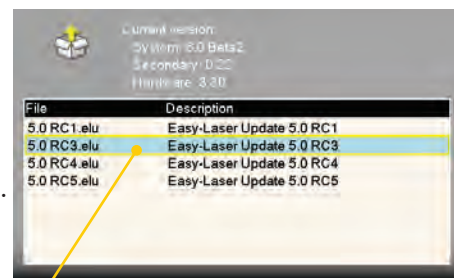 Current version:
System: 5.0 Beta2
Secondary: 0.22
Hardware: 3.20
File Description
5.0 RC1.elu Easy-Laser Update 5.0 RC1
5.0 RC3.elu Easy-Laser Update 5.0 RC3
5.0 RC4.elu Easy-Laser Update 5.0 RC4
5.0 RC5.elu Easy-Laser Update 5.0 RC5